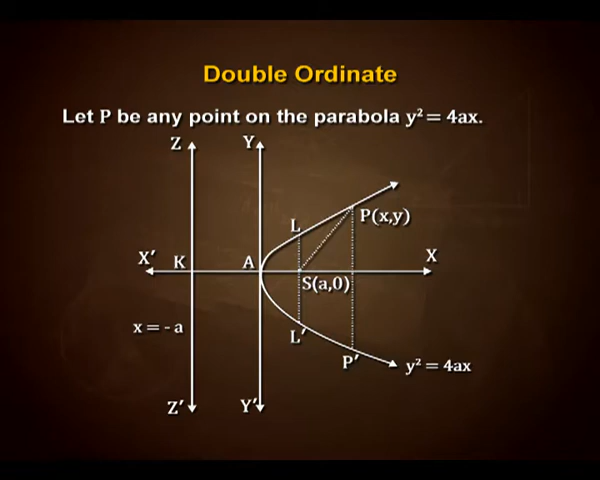 Double Ordinate
Let P be any point on the parabola y² = 4ax.
Z Y
L P(x,y)
X′ K A X
S(a,0)
x = - a
L′
P′ y² = 4ax
Z′ Y′